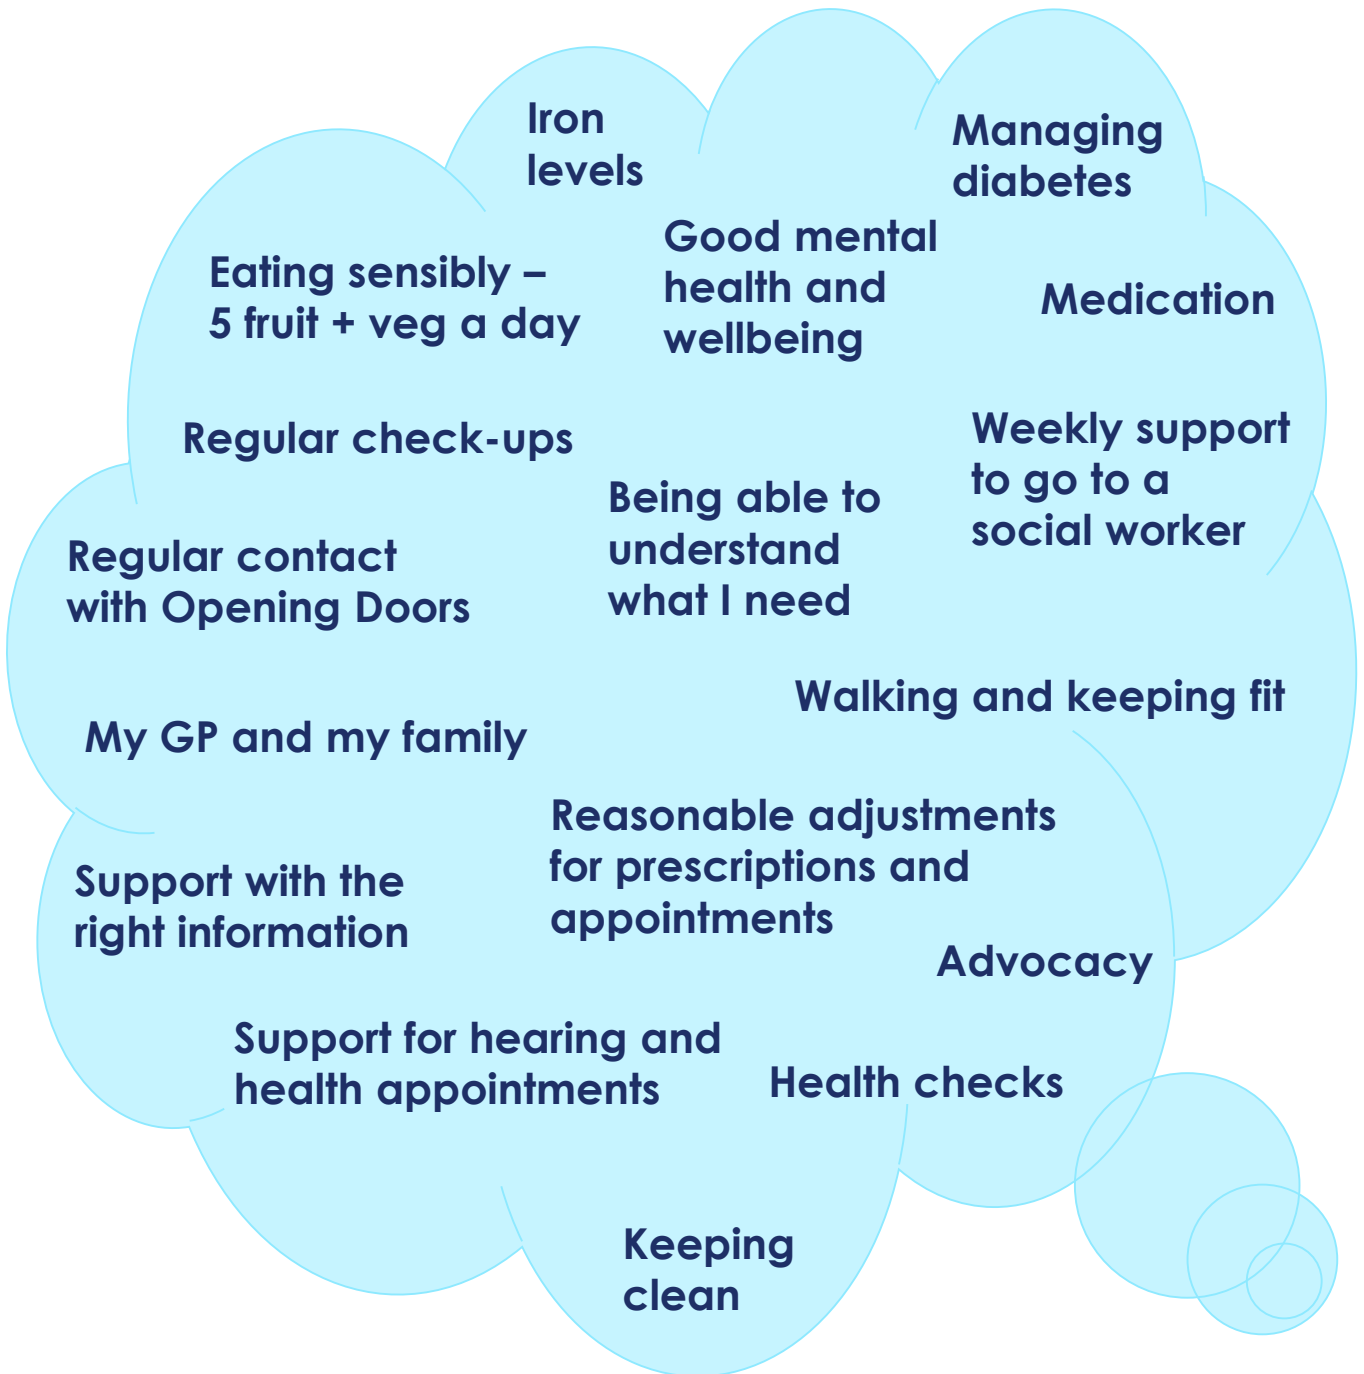 Iron
levels
Managing
diabetes
Good mental
health and
wellbeing
Eating sensibly –
5 fruit + veg a day
Medication
Regular check-ups
Weekly support
to go to a
social worker
Being able to
understand
what I need
Regular contact
with Opening Doors
Walking and keeping fit
My GP and my family
Reasonable adjustments
for prescriptions and
appointments
Support with the
right information
Advocacy
Support for hearing and
health appointments
Health checks
Keeping
clean